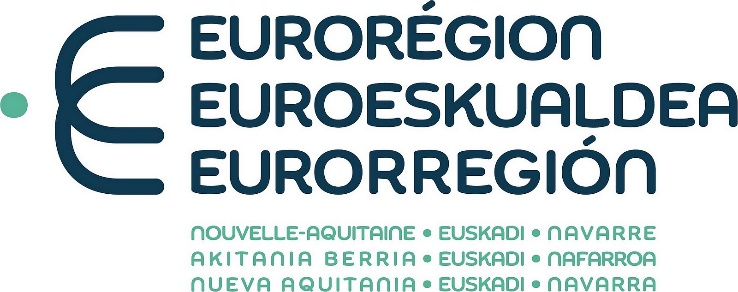 EURORÉGION
EUROESKUALDEA
EURORREGIÓN
NOUVELLE-AQUITAINE • EUSKADI • NAVARRE
AKITANIA BERRIA • EUSKADI • NAFARROA
NUEVA AQUITANIA • EUSKADI • NAVARRA